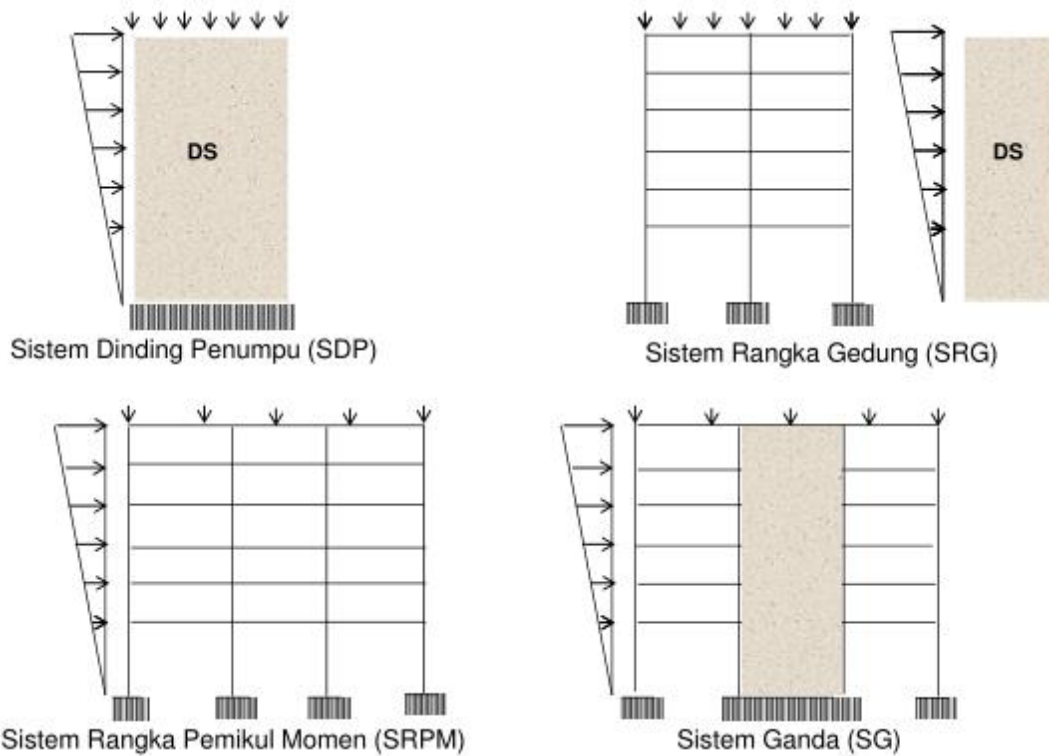 DS
DS
Sistem Dinding Penumpu (SDP)
Sistem Rangka Gedung (SRG)
Sistem Rangka Pemikul Momen (SRPM)
Sistem Ganda (SG)